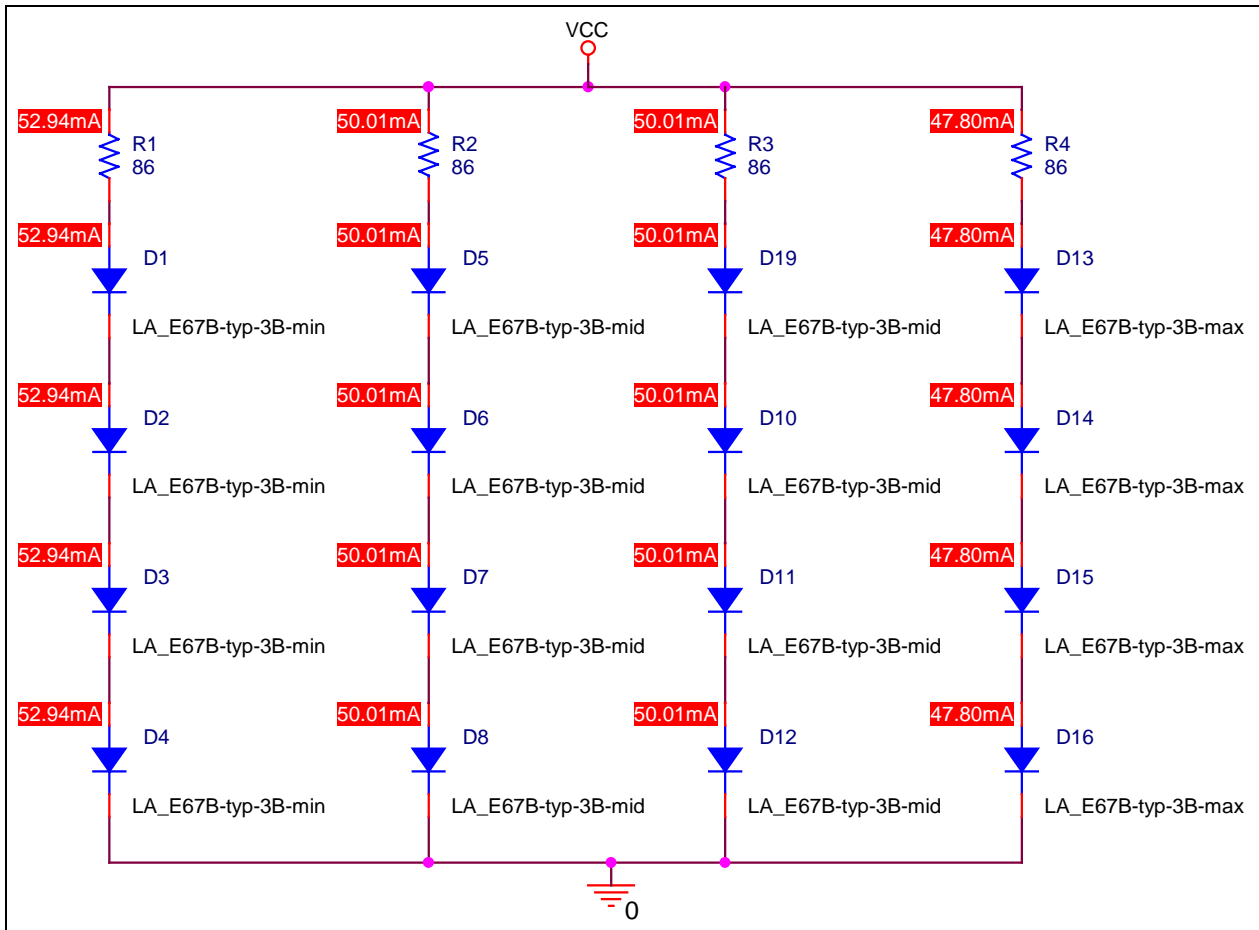 VCC
52.94mA 50.01mA 50.01mA 47.80mA
R1 R2 R3 R4
86 86 86 86
52.94mA 50.01mA 50.01mA 47.80mA
D1 D5 D19 D13
LA_E67B-typ-3B-min LA_E67B-typ-3B-mid LA_E67B-typ-3B-mid LA_E67B-typ-3B-max
52.94mA 50.01mA 50.01mA 47.80mA
D2 D6 D10 D14
LA_E67B-typ-3B-min LA_E67B-typ-3B-mid LA_E67B-typ-3B-mid LA_E67B-typ-3B-max
52.94mA 50.01mA 50.01mA 47.80mA
D3 D7 D11 D15
LA_E67B-typ-3B-min LA_E67B-typ-3B-mid LA_E67B-typ-3B-mid LA_E67B-typ-3B-max
52.94mA 50.01mA 50.01mA 47.80mA
D4 D8 D12 D16
LA_E67B-typ-3B-min LA_E67B-typ-3B-mid LA_E67B-typ-3B-mid LA_E67B-typ-3B-max
0